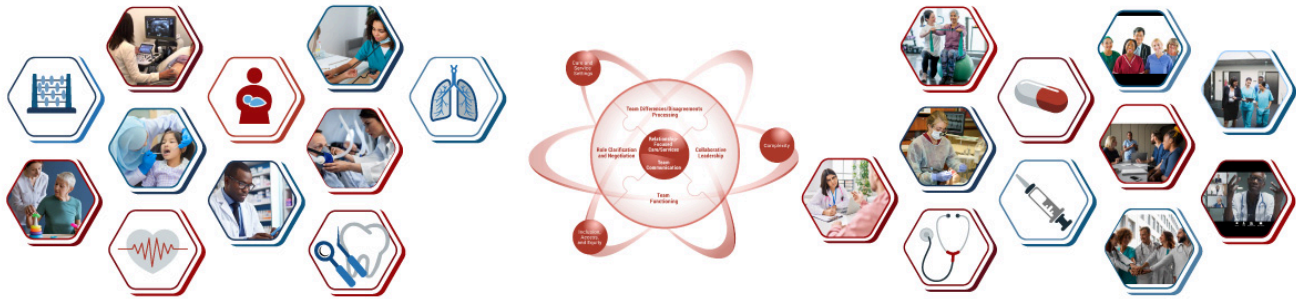 Care and
Service
Settings
Team Differences/Disagreements
Processing
Role Clarification
and Negotiation
Relationship
Focused
Care/Services
Team
Communication
Collaborative
Leadership
Complexity
Team
Functioning
Inclusion,
and Equity